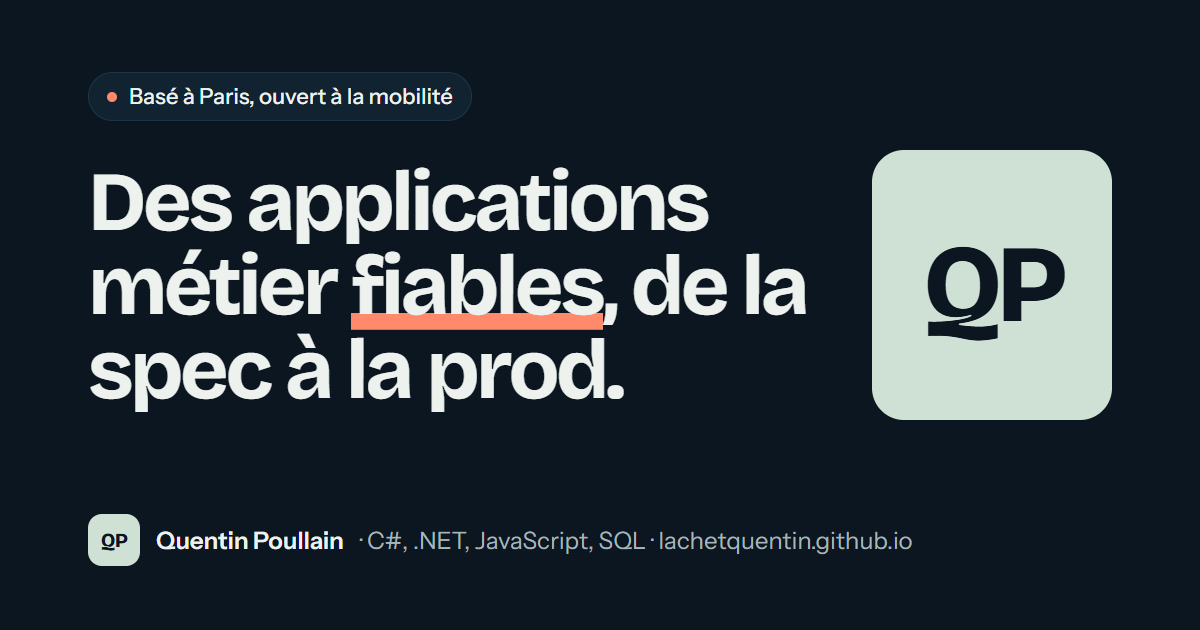 Basé à Paris, ouvert à la mobilité
Des applications
métier fiables, de la
spec à la prod.
QP
QP Quentin Poullain · C#, .NET, JavaScript, SQL · lachetquentin.github.io